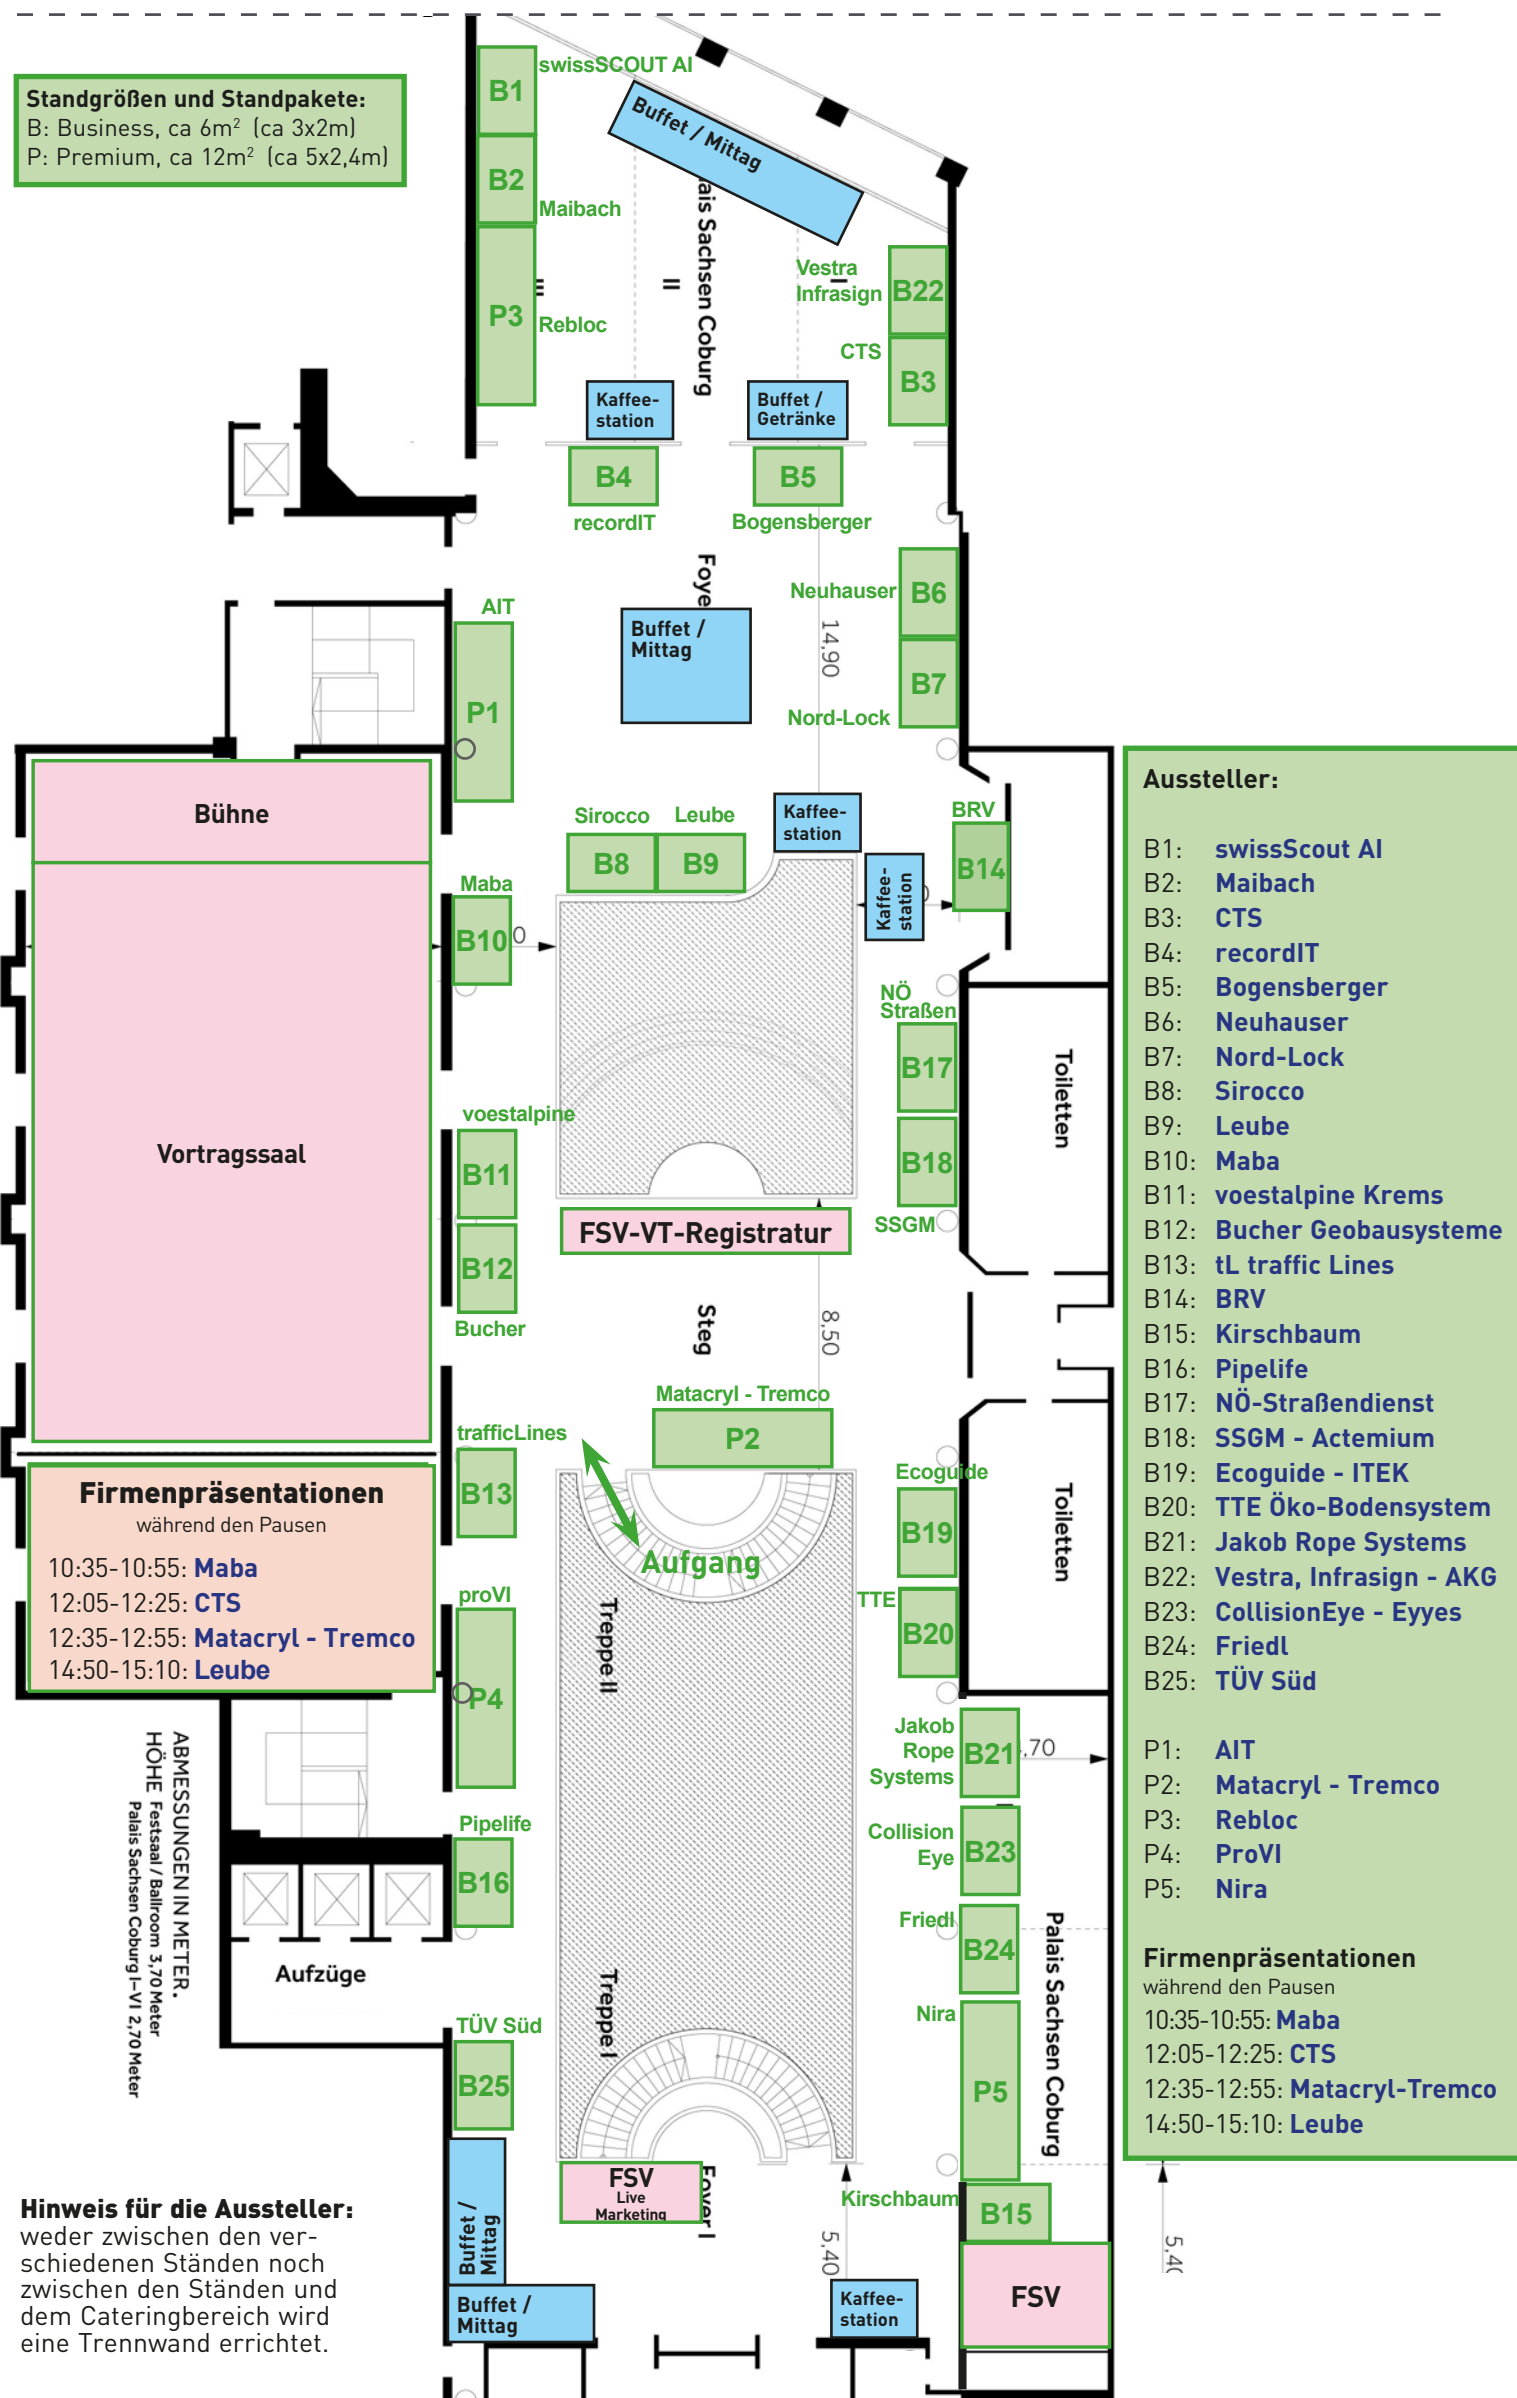 Standgrößen und Standpakete:
B: Business, ca 6m² (ca 3x2m)
P: Premium, ca 12m² (ca 5x2,4m)
B1
swissSCOUT AI
Buffet / Mittag
B2
Maibach
P3
Rebloc
III
II
I
ais Sachsen Coburg
Vestra
Infrasign
B22
CTS
B3
Kaffee-
station
Buffet /
Getränke
B4
recordIT
B5
Bogensberger
Foye
14,90
Neuhauser
B6
B7
Nord-Lock
AIT
P1
Buffet /
Mittag
Bühne
Vortragssaal
Sirocco
B8
Leube
B9
Kaffee-
station
Kaffee-
station
BRV
B14
Maba
B10
0
NÖ
Straßen
B17
B18
SSGM
Toiletten
voestalpine
B11
B12
Bucher
FSV-VT-Registratur
Steg
8,50
Matacryl - Tremco
P2
trafficLines
B13
Aufgang
Ecoguide
B19
TTE
B20
Toiletten
Firmenpräsentationen
während den Pausen
10:35-10:55: Maba
12:05-12:25: CTS
12:35-12:55: Matacryl - Tremco
14:50-15:10: Leube
proVI
P4
Treppe II
Treppe I
Jakob
Rope
Systems
B21
,70
Collision
Eye
B23
Friedl
B24
Nira
P5
Palais Sachsen Coburg
Pipelife
B16
Aufzüge
TÜV Süd
B25
ABMESSUNGEN IN METER.
HÖHE Festsaal / Ballroom 3,70 Meter
Palais Sachsen Coburg I–VI 2,70 Meter
Buffet /
Mittag
Buffet /
Mittag
FSV
Live
Marketing
Foyer I
5,40
Kaffee-
station
Kirschbaum
B15
FSV
5,40
Hinweis für die Aussteller:
weder zwischen den ver-
schiedenen Ständen noch
zwischen den Ständen und
dem Cateringbereich wird
eine Trennwand errichtet.
Aussteller:
B1: swissScout AI
B2: Maibach
B3: CTS
B4: recordIT
B5: Bogensberger
B6: Neuhauser
B7: Nord-Lock
B8: Sirocco
B9: Leube
B10: Maba
B11: voestalpine Krems
B12: Bucher Geobausysteme
B13: tL traffic Lines
B14: BRV
B15: Kirschbaum
B16: Pipelife
B17: NÖ-Straßendienst
B18: SSGM - Actemium
B19: Ecoguide - ITEK
B20: TTE Öko-Bodensystem
B21: Jakob Rope Systems
B22: Vestra, Infrasign - AKG
B23: CollisionEye - Eyyes
B24: Friedl
B25: TÜV Süd
P1: AIT
P2: Matacryl - Tremco
P3: Rebloc
P4: ProVI
P5: Nira
Firmenpräsentationen
während den Pausen
10:35-10:55: Maba
12:05-12:25: CTS
12:35-12:55: Matacryl-Tremco
14:50-15:10: Leube